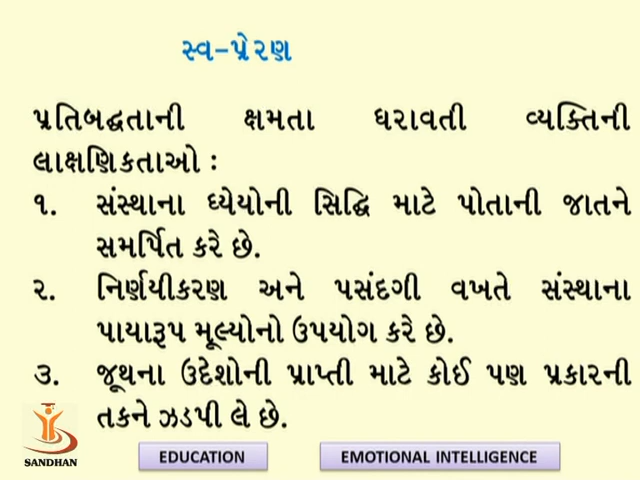 સ્વ-પ્રેરણ
પ્રતિબદ્ધતાની ક્ષમતા ધરાવતી વ્યક્તિની
લાક્ષણિકતાઓ :
૧. સંસ્થાના ધ્યેયોની સિદ્ધિ માટે પોતાની જાતને
સમર્પિત કરે છે.
૨. નિર્ણયીકરણ અને પસંદગી વખતે સંસ્થાના
પાયારૂપ મૂલ્યોનો ઉપયોગ કરે છે.
૩. જૂથના ઉદેશોની પ્રાપ્તી માટે કોઈ પણ પ્રકારની
તકને ઝડપી લે છે.
SANDHAN
EDUCATION
EMOTIONAL INTELLIGENCE